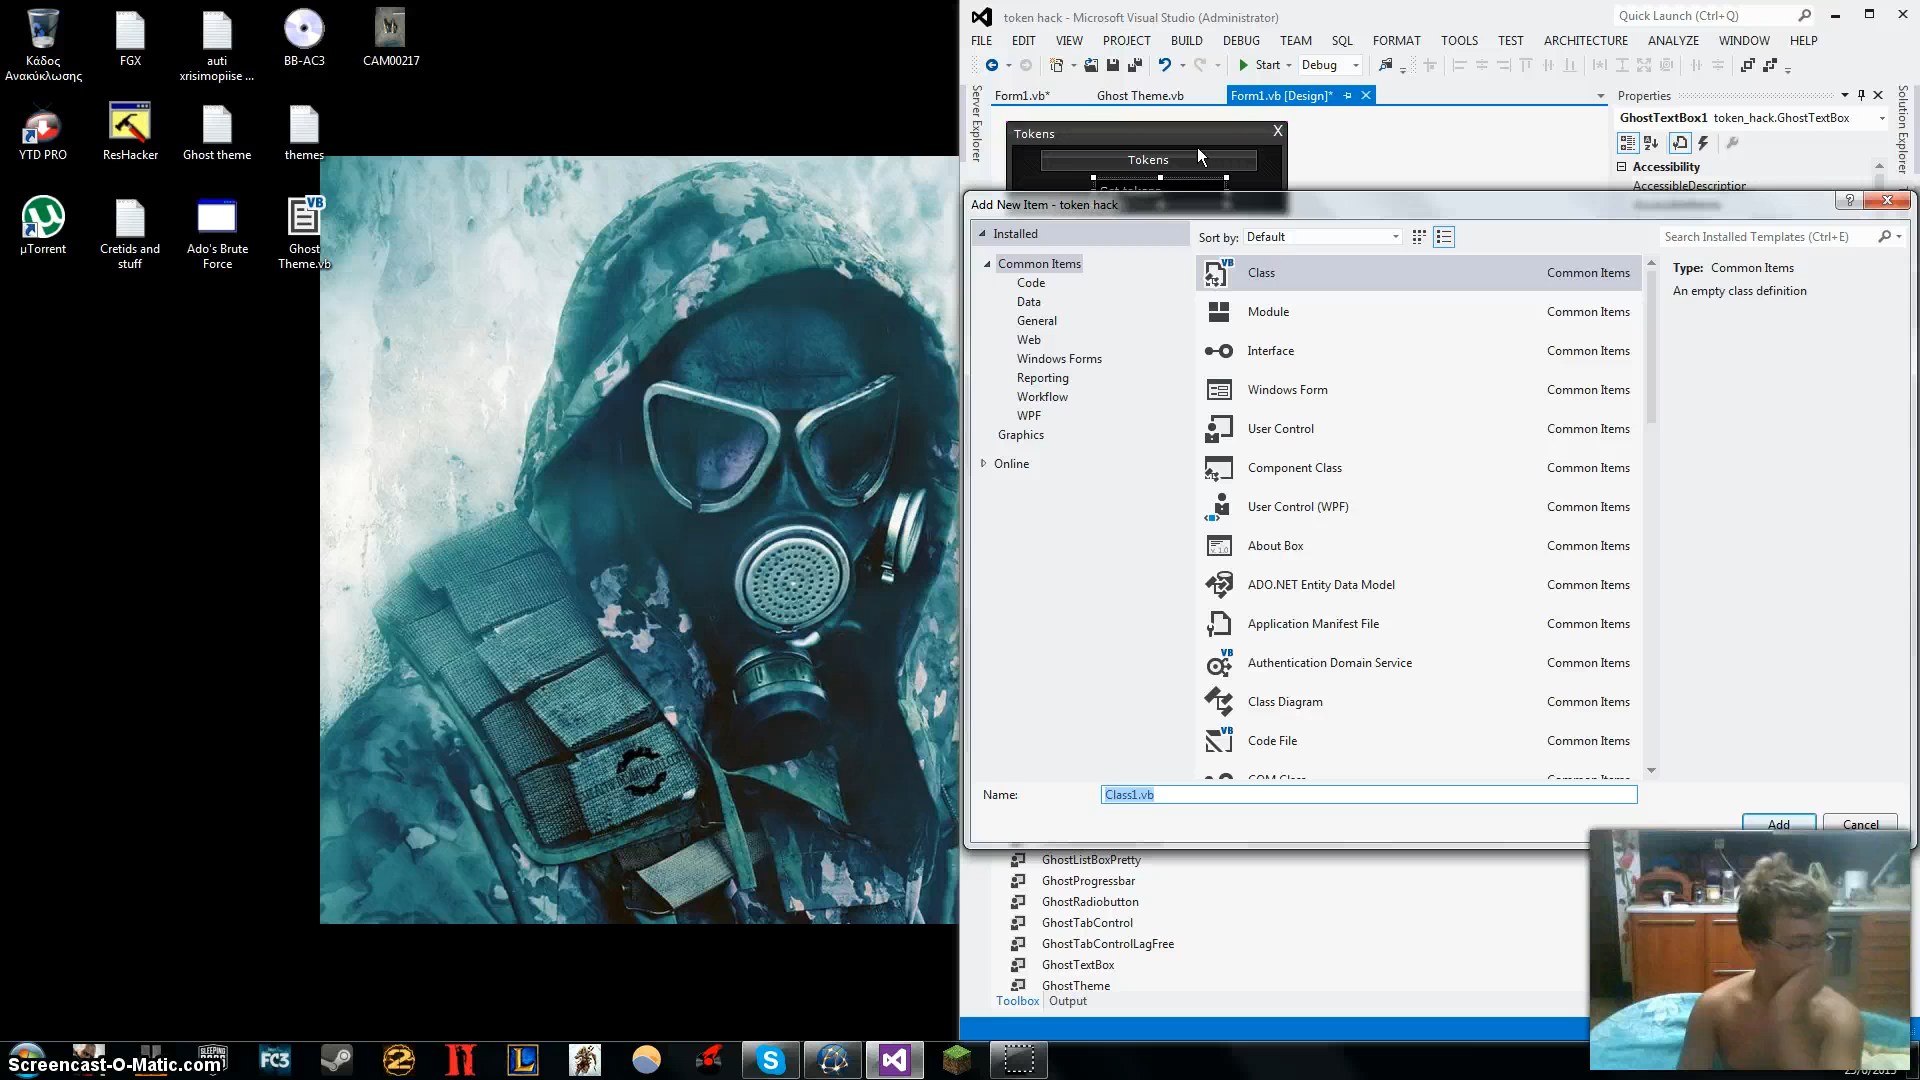 Κάδος
Ανακύκλωσης
FGX
auti
xrisimopiise ...
BB-AC3
CAM00217
YTD PRO
ResHacker
Ghost theme
themes
µTorrent
Cretids and
stuff
Ado's Brute
Force
Ghost
Theme.vb
token hack - Microsoft Visual Studio (Administrator)
Quick Launch (Ctrl+Q)
FILE EDIT VIEW PROJECT BUILD DEBUG TEAM SQL FORMAT TOOLS TEST ARCHITECTURE ANALYZE WINDOW HELP
Start Debug
Server Explorer
Form1.vb* Ghost Theme.vb Form1.vb [Design]*
Properties
Solution Explorer
GhostTextBox1 token_hack.GhostTextBox
Accessibility
AccessibleDescription
Tokens X
Tokens
Add New Item - token hack
Installed
Common Items
Code
Data
General
Web
Windows Forms
Reporting
Workflow
WPF
Graphics
Online
Sort by: Default
Search Installed Templates (Ctrl+E)
Class Common Items
Module Common Items
Interface Common Items
Windows Form Common Items
User Control Common Items
Component Class Common Items
User Control (WPF) Common Items
About Box Common Items
ADO.NET Entity Data Model Common Items
Application Manifest File Common Items
Authentication Domain Service Common Items
Class Diagram Common Items
Code File Common Items
Type: Common Items
An empty class definition
Name: Class1.vb
Add Cancel
GhostListBoxPretty
GhostProgressbar
GhostRadiobutton
GhostTabControl
GhostTabControlLagFree
GhostTextBox
GhostTheme
Toolbox Output
SLEEPING
FC3
Screencast-O-Matic.com